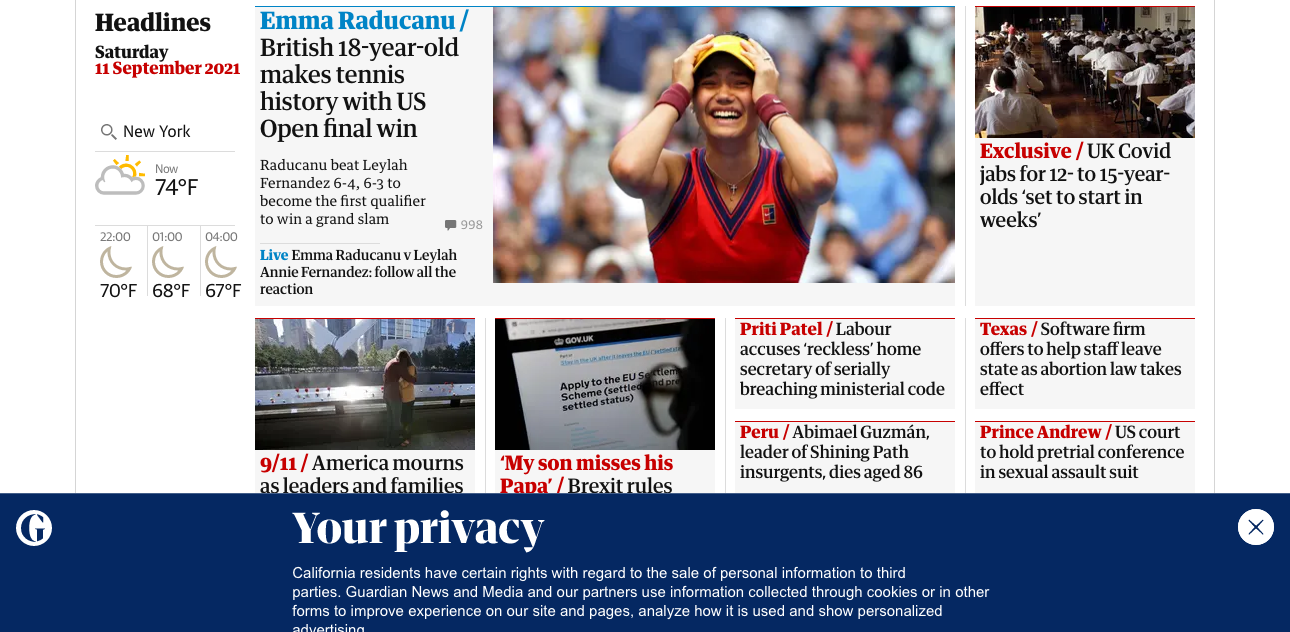 Headlines
Saturday
11 September 2021
New York
Now
74°F
22:00
01:00
04:00
70°F
68°F
67°F
Emma Raducanu /
British 18-year-old
makes tennis
history with US
Open final win
Raducanu beat Leylah
Fernandez 6-4, 6-3 to
become the first qualifier
to win a grand slam
998
Live Emma Raducanu v Leylah
Annie Fernandez: follow all the
reaction
Exclusive / UK Covid
jabs for 12- to 15-year-
olds ‘set to start in
weeks’
9/11 / America mourns
as leaders and families
GOV.UK
Apply to the EU Settlem
Scheme (settled and pre
settled status)
‘My son misses his
Papa’ / Brexit rules
Priti Patel / Labour
accuses ‘reckless’ home
secretary of serially
breaching ministerial code
Peru / Abimael Guzmán,
leader of Shining Path
insurgents, dies aged 86
Texas / Software firm
offers to help staff leave
state as abortion law takes
effect
Prince Andrew / US court
to hold pretrial conference
in sexual assault suit
G
Your privacy
California residents have certain rights with regard to the sale of personal information to third
parties. Guardian News and Media and our partners use information collected through cookies or in other
forms to improve experience on our site and pages, analyze how it is used and show personalized
advertising.